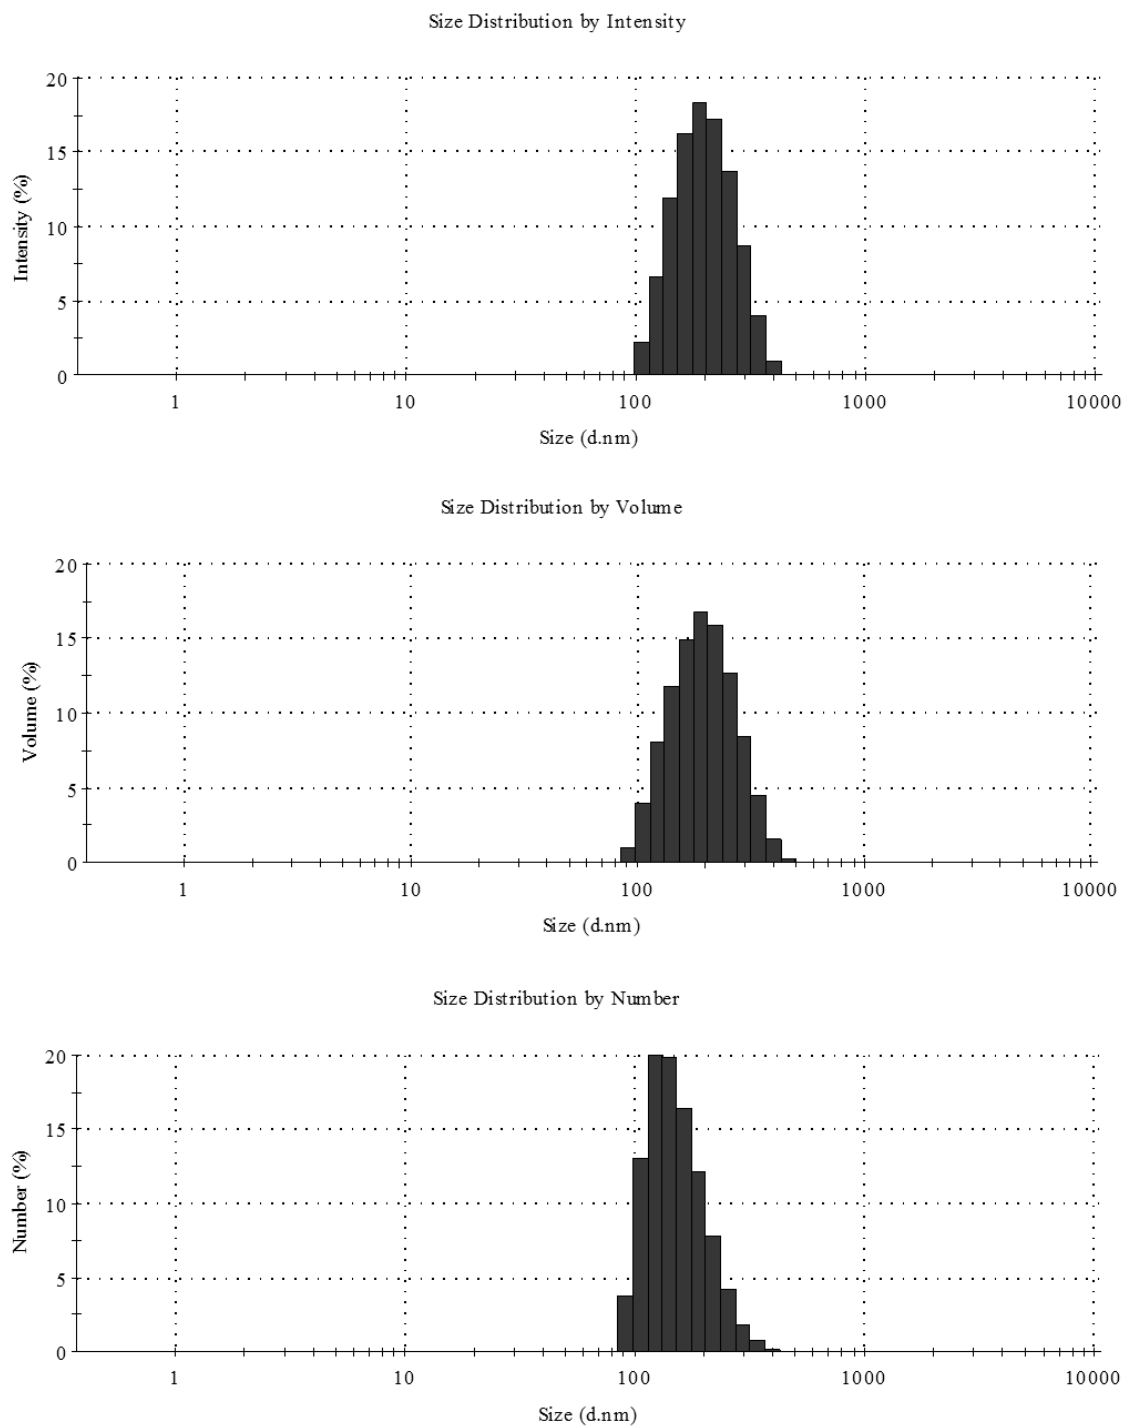 Size Distribution by Intensity
20
15
10
5
0
Intensity (%)
1 10 100 1000 10000
Size (d.nm)
Size Distribution by Volume
20
15
10
5
0
Volume (%)
1 10 100 1000 10000
Size (d.nm)
Size Distribution by Number
20
15
10
5
0
Number (%)
1 10 100 1000 10000
Size (d.nm)